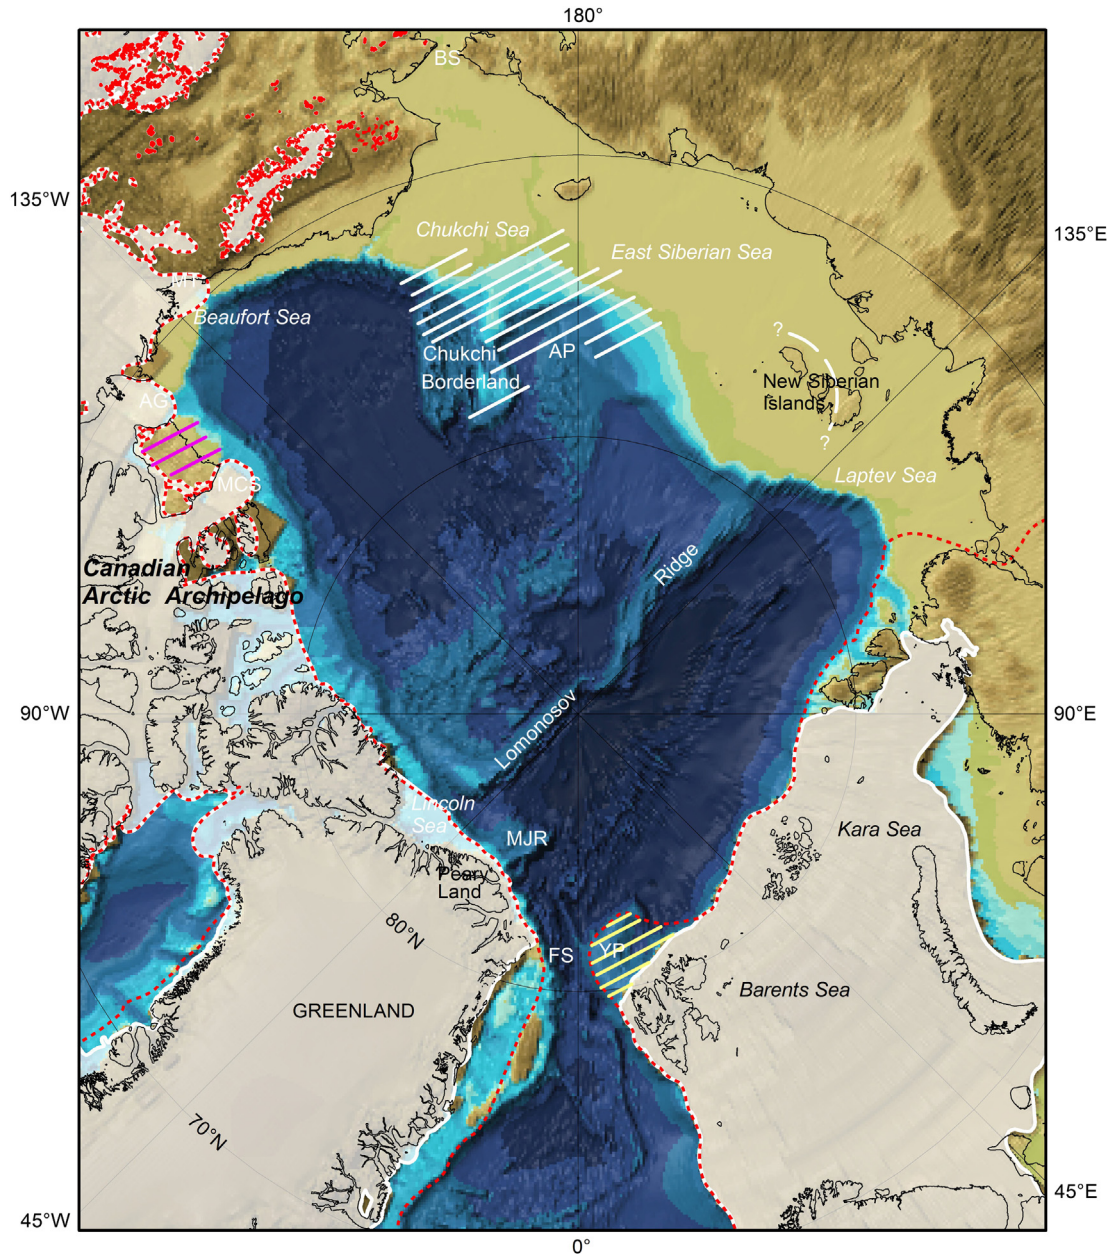 180°
BS
135°W
Chukchi Sea
135°E
East Siberian Sea
MT
Beaufort Sea
?
Chukchi
AP
Borderland
New Siberian
Islands
AG
?
Laptev Sea
MCS
Canadian
Arctic Archipelago
Ridge
Lomonosov
90°W
90°E
Lincoln
Sea
MJR
Kara Sea
Peary
Land
80°N
FS
YP
Barents Sea
GREENLAND
70°N
45°W
45°E
0°